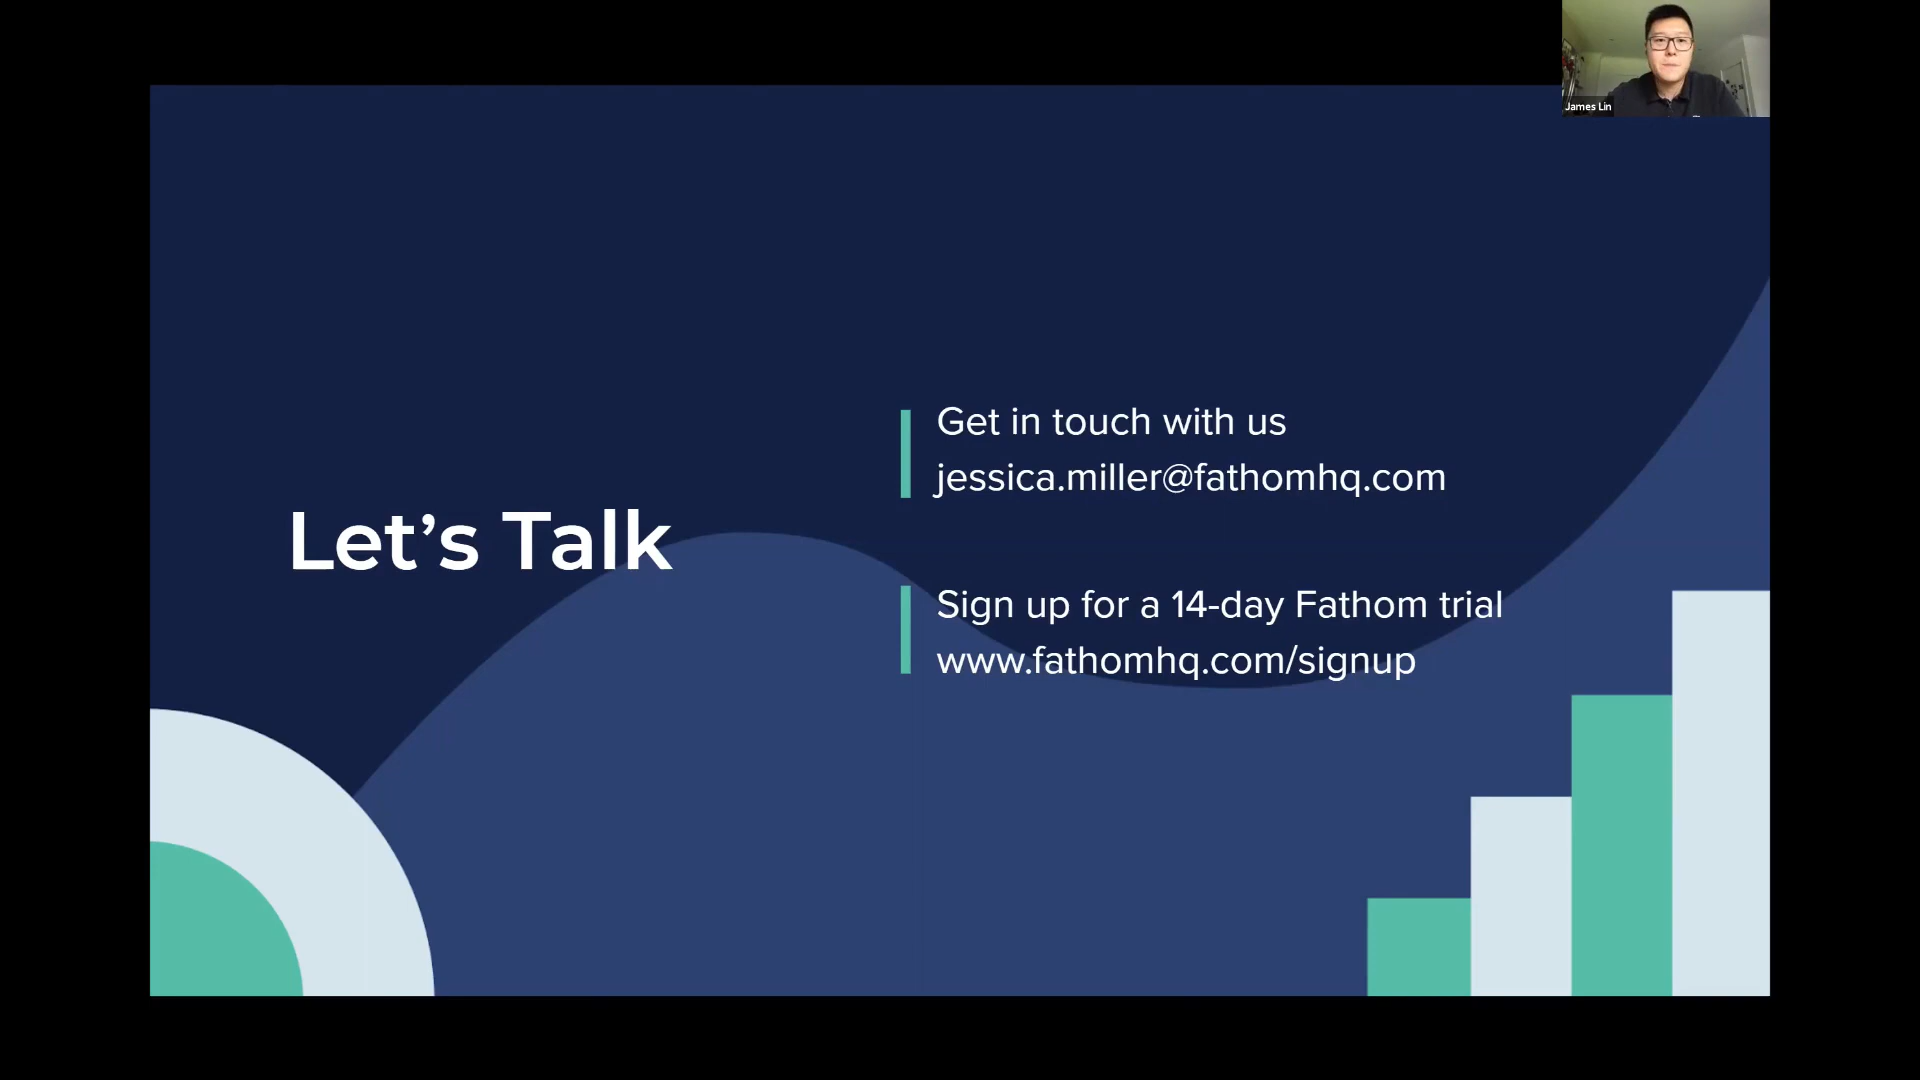 James Lin
Let's Talk
Get in touch with us
jessica.miller@fathomhq.com
Sign up for a 14-day Fathom trial
www.fathomhq.com/signup